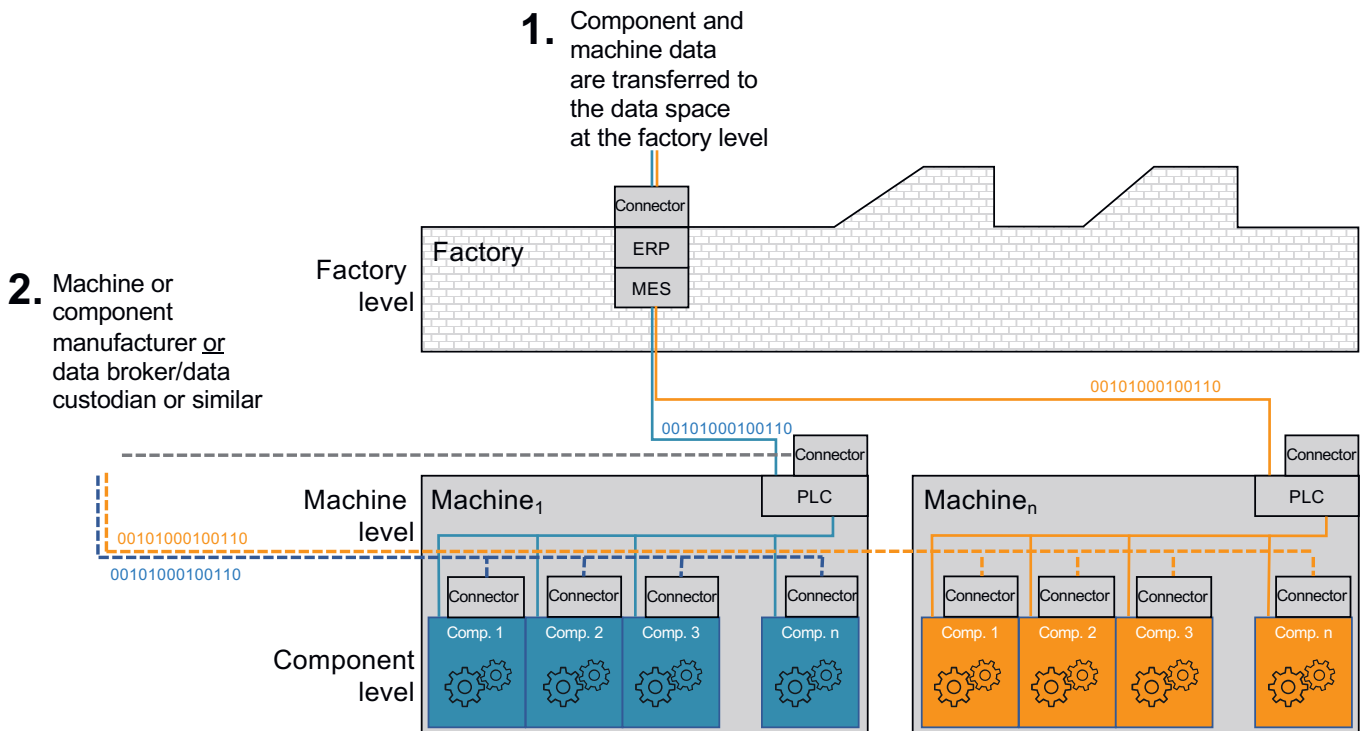 1. Component and
machine data
are transferred to
the data space
at the factory level
Connector
ERP
MES
Factory
Factory
level
2. Machine or
component
manufacturer or
data broker/data
custodian or similar
00101000100110
00101000100110
Connector
Connector
PLC
PLC
Machine
level
Machine₁
Machineₙ
00101000100110
00101000100110
Connector
Connector
Connector
Connector
Connector
Connector
Connector
Connector
Comp. 1
Comp. 2
Comp. 3
Comp. n
Comp. 1
Comp. 2
Comp. 3
Comp. n
Component
level